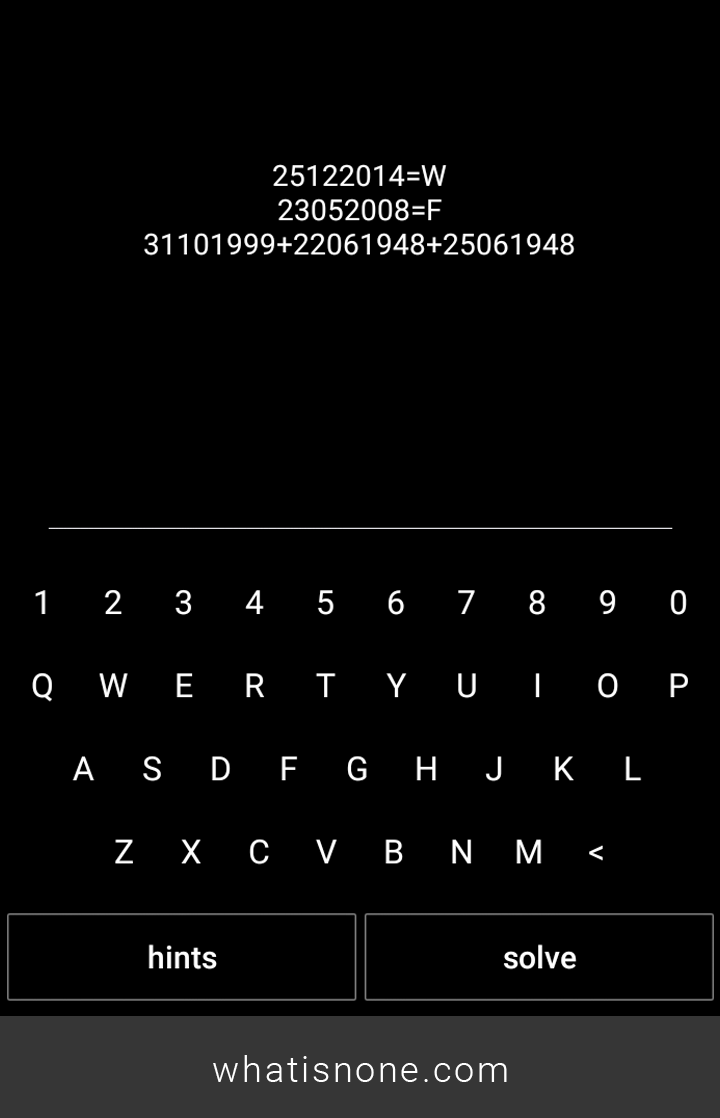 25122014=W
23052008=F
31101999+22061948+25061948
1 2 3 4 5 6 7 8 9 0
Q W E R T Y U I O P
A S D F G H J K L
Z X C V B N M <
hints solve
whatisnone.com